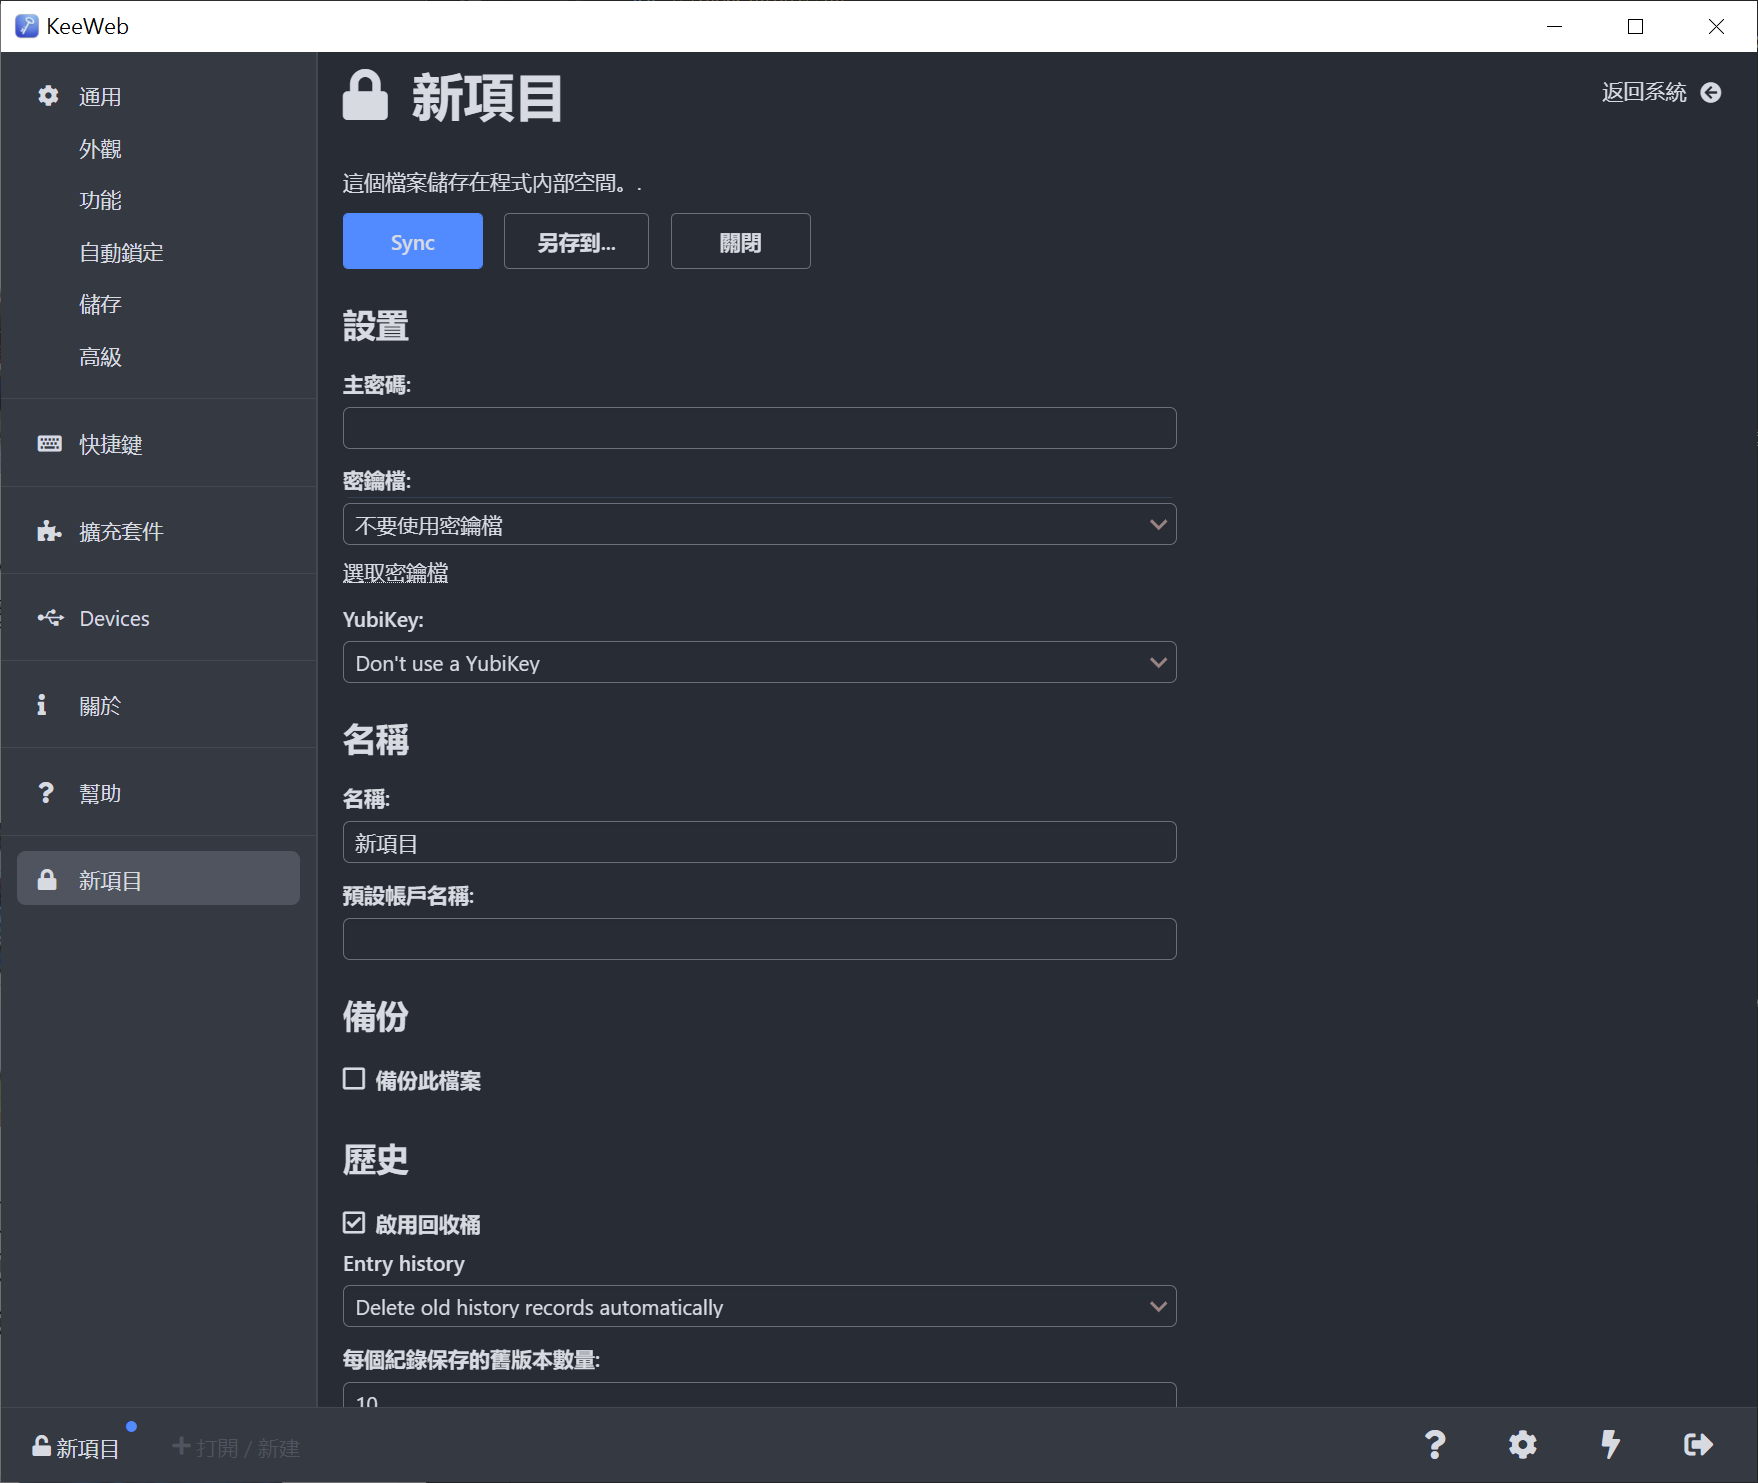 KeeWeb
通用
外觀
功能
自動鎖定
儲存
高級
快捷鍵
擴充套件
Devices
關於
幫助
新項目
新項目
返回系統
這個檔案儲存在程式內部空間。.
Sync
另存到...
關閉
設置
主密碼:
密鑰檔:
不要使用密鑰檔
選取密鑰檔
YubiKey:
Don't use a YubiKey
名稱
名稱:
新項目
預設帳戶名稱:
備份
備份此檔案
歷史
啟用回收桶
Entry history
Delete old history records automatically
每個紀錄保存的舊版本數量:
10
新項目
打開 / 新建